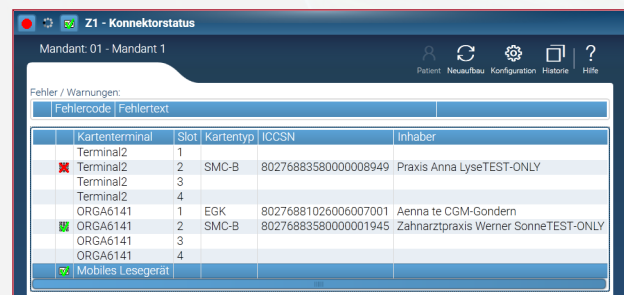 Z1 - Konnektorstatus
Mandant: 01 - Mandant 1
Patient Neuaufbau Konfiguration Historie Hilfe
Fehler / Warnungen:
Fehlercode Fehlertext
Kartenterminal Slot Kartentyp ICCSN Inhaber
Terminal2 1
Terminal2 2 SMC-B 80276883580000008949 Praxis Anna LyseTEST-ONLY
Terminal2 3
Terminal2 4
ORGA6141 1 EGK 80276881026006007001 Aenna te CGM-Gondern
ORGA6141 2 SMC-B 80276883580000001945 Zahnarztpraxis Werner SonneTEST-ONLY
ORGA6141 3
ORGA6141 4
Mobiles Lesegerät